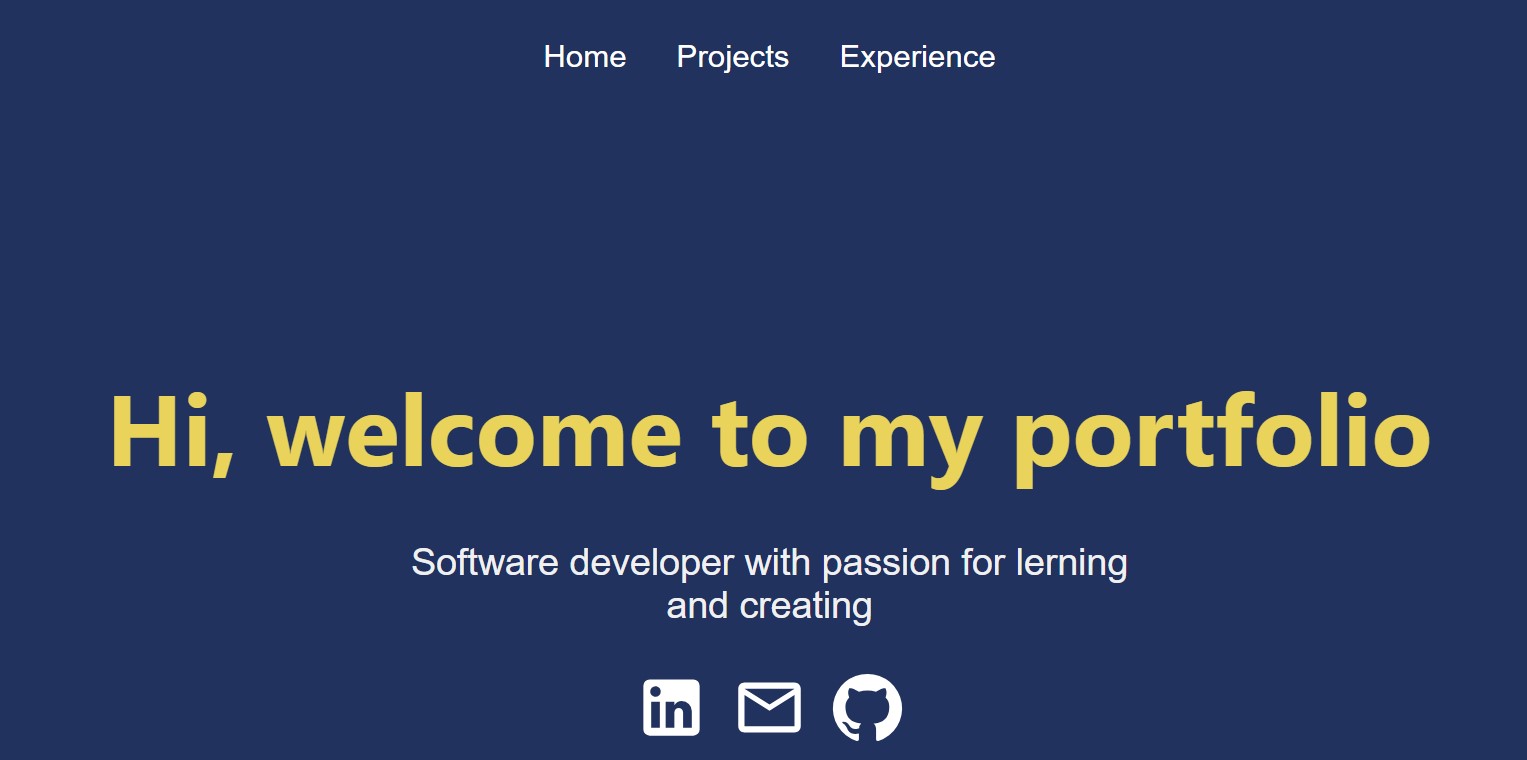 Home Projects Experience
Hi, welcome to my portfolio
Software developer with passion for lerning
and creating
in